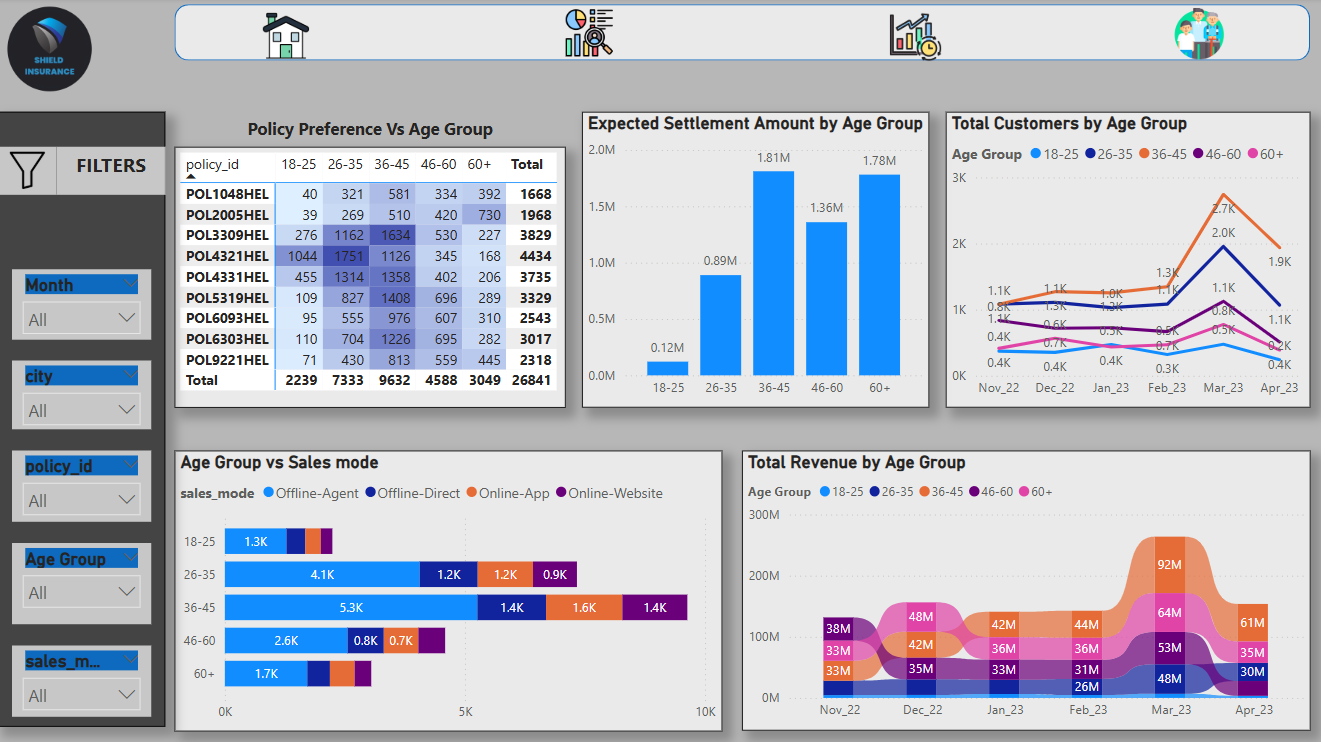 SHIELD
INSURANCE
FILTERS
Month
All
city
All
policy_id
All
Age Group
All
sales_m...
All
Policy Preference Vs Age Group
policy_id 18-25 26-35 36-45 46-60 60+ Total
POL1048HEL 40 321 581 334 392 1668
POL2005HEL 39 269 510 420 730 1968
POL3309HEL 276 1162 1634 530 227 3829
POL4321HEL 1044 1751 1126 345 168 4434
POL4331HEL 455 1314 1358 402 206 3735
POL5319HEL 109 827 1408 696 289 3329
POL6093HEL 95 555 976 607 310 2543
POL6303HEL 110 704 1226 695 282 3017
POL9221HEL 71 430 813 559 445 2318
Total 2239 7333 9632 4588 3049 26841
Expected Settlement Amount by Age Group
2.0M
1.5M
1.0M
0.5M
0.0M
0.12M 0.89M 1.81M 1.36M 1.78M
18-25 26-35 36-45 46-60 60+
Total Customers by Age Group
Age Group 18-25 26-35 36-45 46-60 60+
3K
2K
1K
0K
2.7K
2.0K
1.9K
1.3K
1.1K 1.1K 1.0K 1.1K 1.1K
0.8K 1.3K 1.3K 0.8K 1.1K
1.1K 0.6K 0.5K 0.5K 0.5K 0.2K
0.4K 0.7K 0.7K
0.4K 0.4K 0.4K 0.3K 0.4K
Nov_22 Dec_22 Jan_23 Feb_23 Mar_23 Apr_23
Age Group vs Sales mode
sales_mode Offline-Agent Offline-Direct Online-App Online-Website
18-25 1.3K
26-35 4.1K 1.2K 1.2K 0.9K
36-45 5.3K 1.4K 1.6K 1.4K
46-60 2.6K 0.8K 0.7K
60+ 1.7K
0K 5K 10K
Total Revenue by Age Group
Age Group 18-25 26-35 36-45 46-60 60+
300M
200M
100M
0M
38M 33M 33M
48M 42M 35M
42M 36M 33M
44M 36M 31M 26M
92M 64M 53M 48M
61M 35M 30M
Nov_22 Dec_22 Jan_23 Feb_23 Mar_23 Apr_23